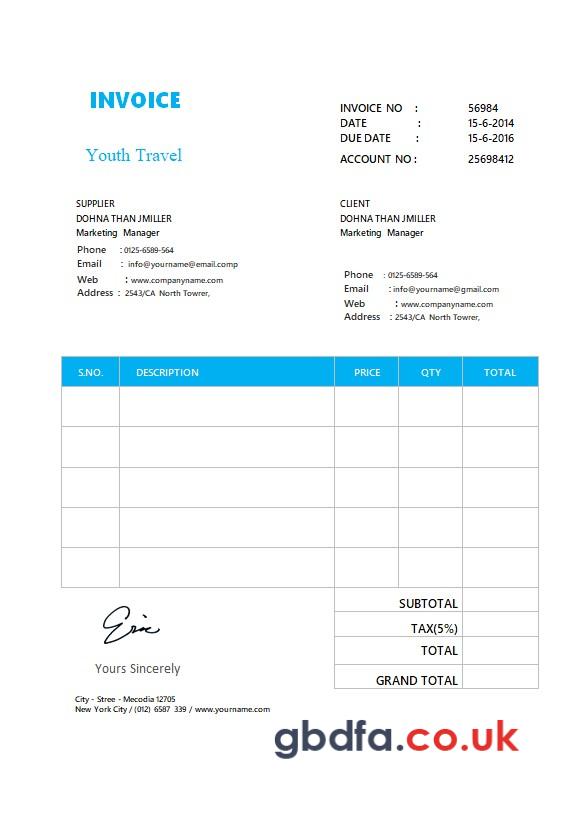 INVOICE
Youth Travel
INVOICE NO : 56984
DATE : 15-6-2014
DUE DATE : 15-6-2016
ACCOUNT NO : 25698412
SUPPLIER
DOHNA THAN JMILLER
Marketing Manager
Phone : 0125-6589-564
Email : info@yourname@email.comp
Web : www.companyname.com
Address : 2543/CA North Towrer,
CLIENT
DOHNA THAN JMILLER
Marketing Manager
Phone : 0125-6589-564
Email : info@yourname@gmail.com
Web : www.companyname.com
Address : 2543/CA North Towrer,
S.NO. DESCRIPTION PRICE QTY TOTAL
SUBTOTAL
TAX(5%)
TOTAL
GRAND TOTAL
Eric
Yours Sincerely
City - Stree - Mecodia 12705
New York City / (012) 6587 339 / www.yourname.com
gbdfa.co.uk